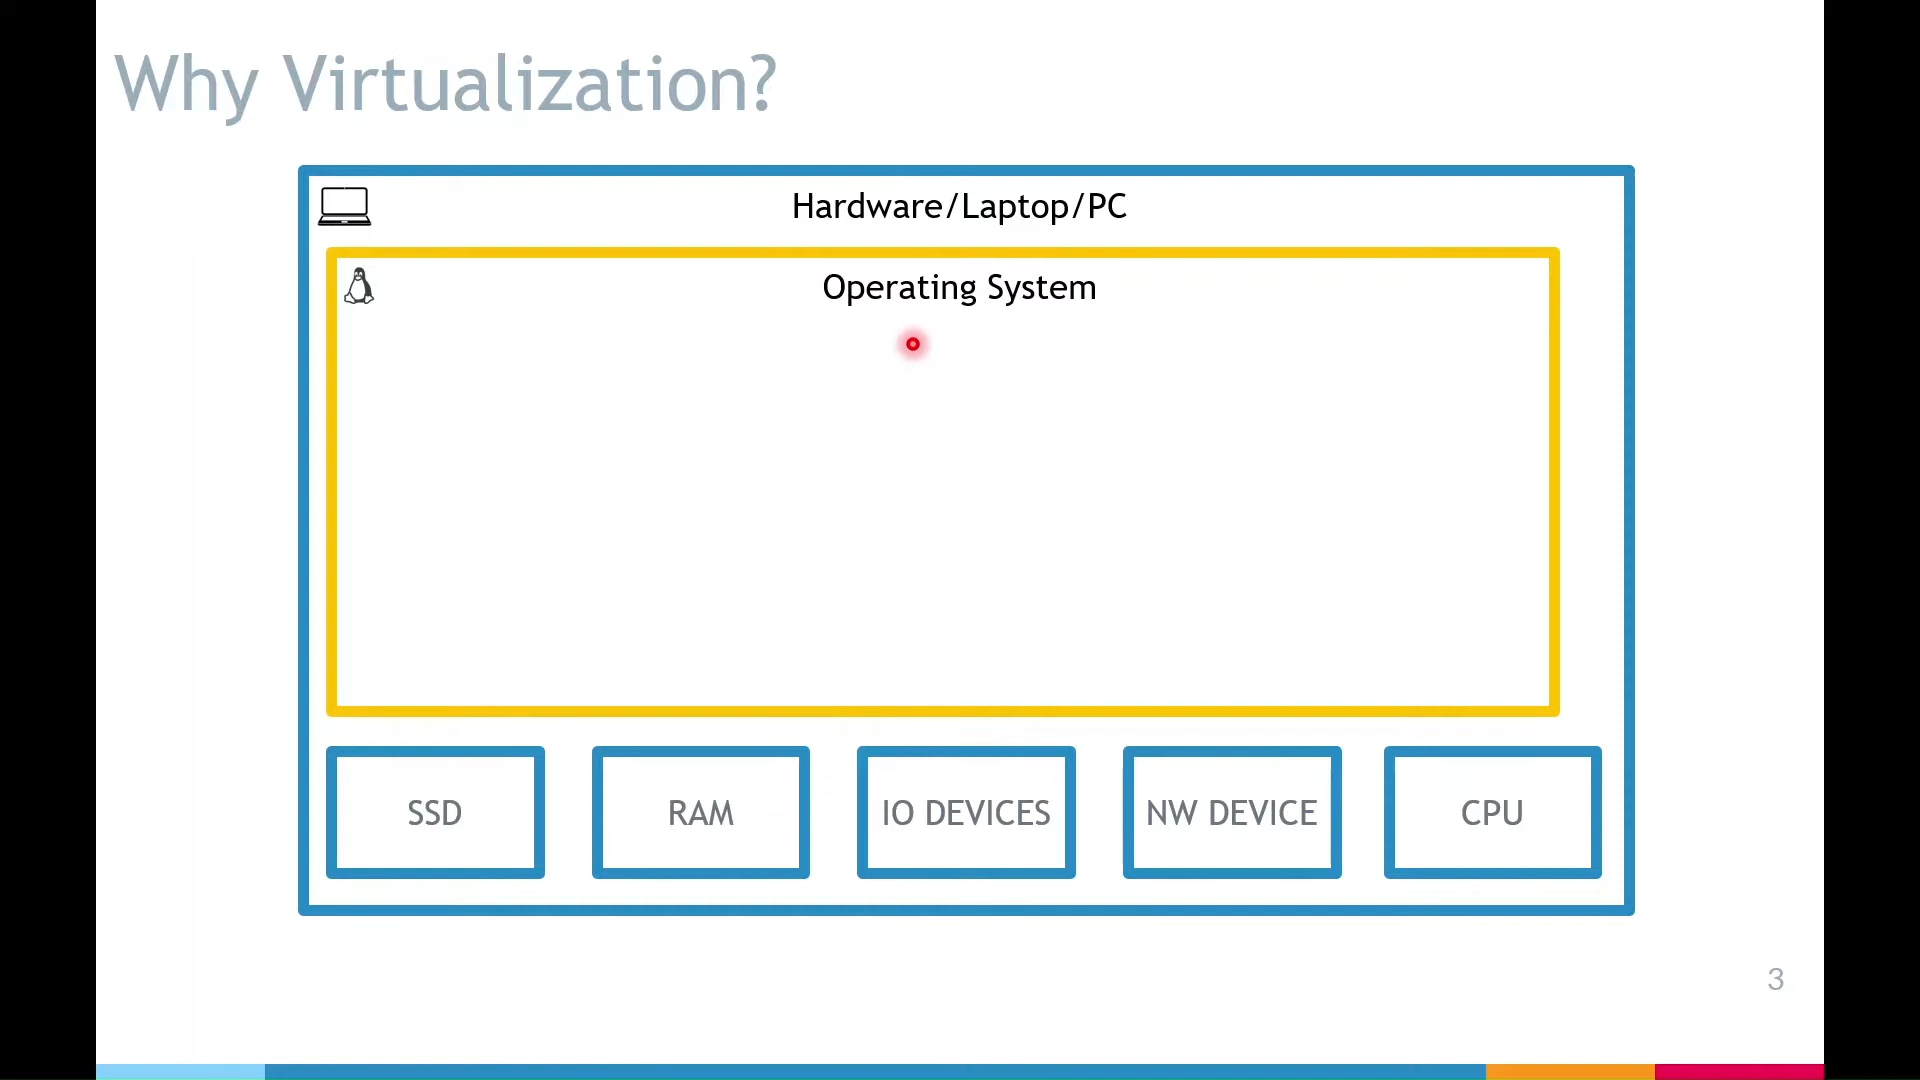 Why Virtualization?
Hardware/Laptop/PC
Operating System
SSD
RAM
IO DEVICES
NW DEVICE
CPU
3